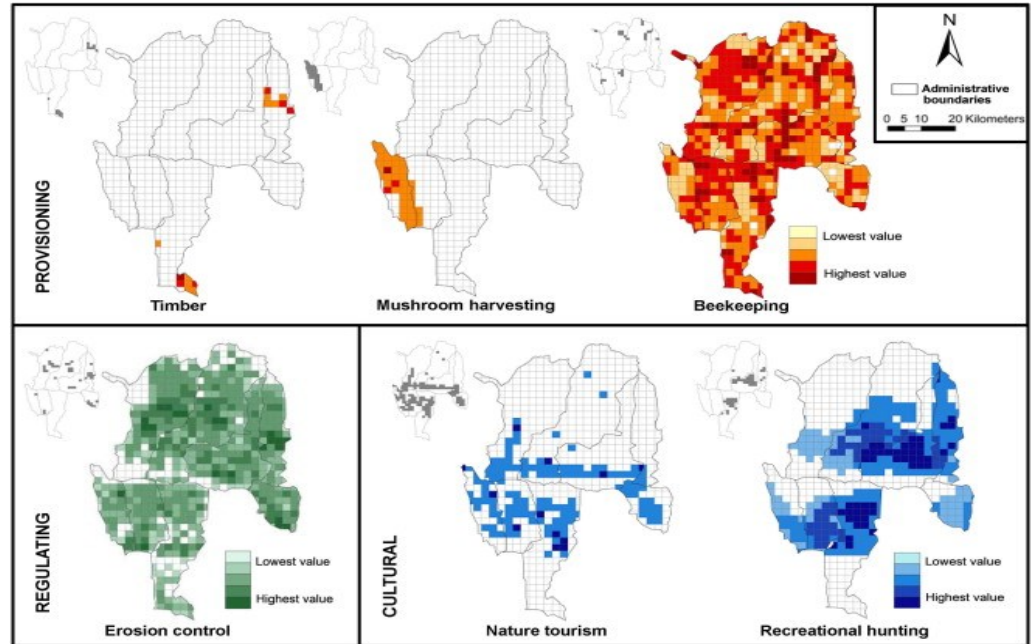 N
Administrative
boundaries
0 5 10 20 Kilometers
PROVISIONING
Lowest value
Highest value
Timber
Mushroom harvesting
Beekeeping
REGULATING
Lowest value
Highest value
Erosion control
CULTURAL
Lowest value
Highest value
Nature tourism
Recreational hunting